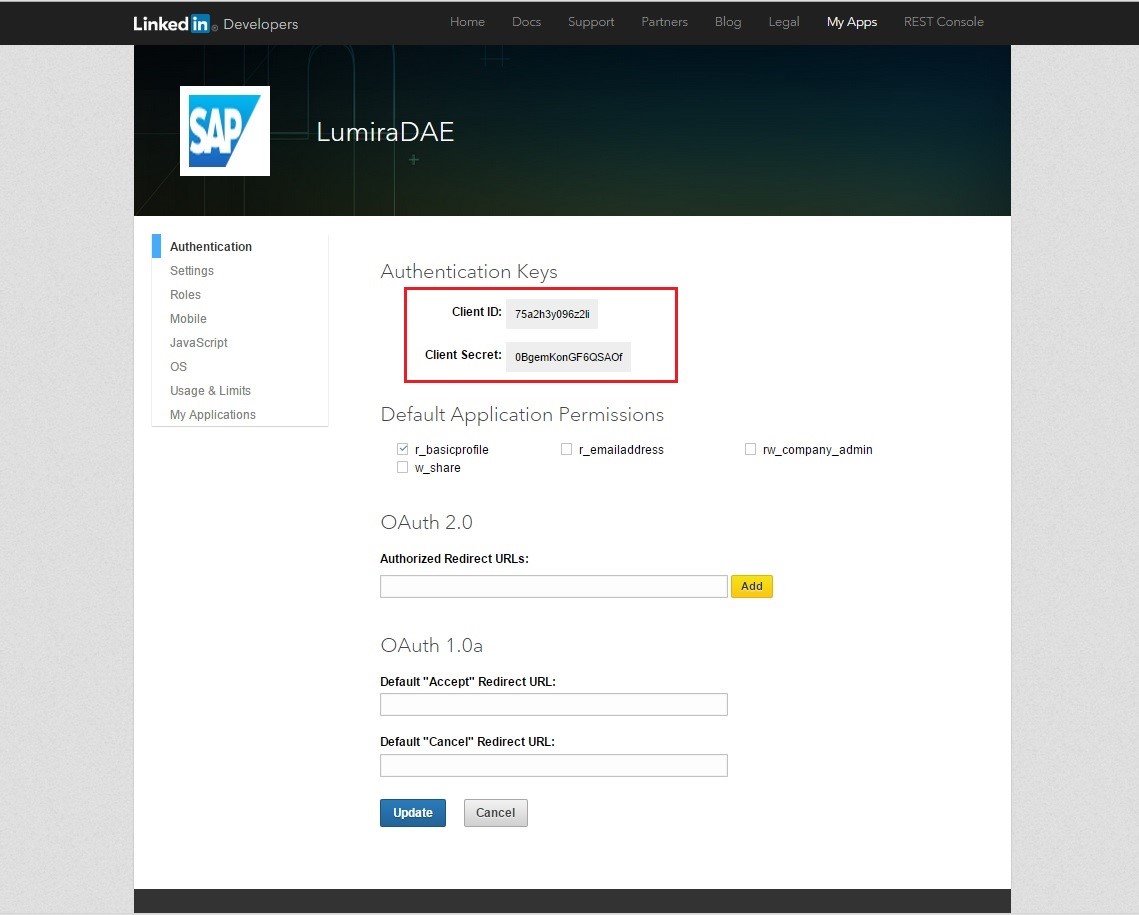 LinkedIn® Developers
Home Docs Support Partners Blog Legal My Apps REST Console
SAP
LumiraDAE
Authentication
Settings
Roles
Mobile
JavaScript
OS
Usage & Limits
My Applications
Authentication Keys
Client ID: 75a2h3y096z2li
Client Secret: 0BgemKonGF6QSAOf
Default Application Permissions
r_basicprofile r_emailaddress rw_company_admin
w_share
OAuth 2.0
Authorized Redirect URLs:
Add
OAuth 1.0a
Default "Accept" Redirect URL:
Default "Cancel" Redirect URL:
Update Cancel